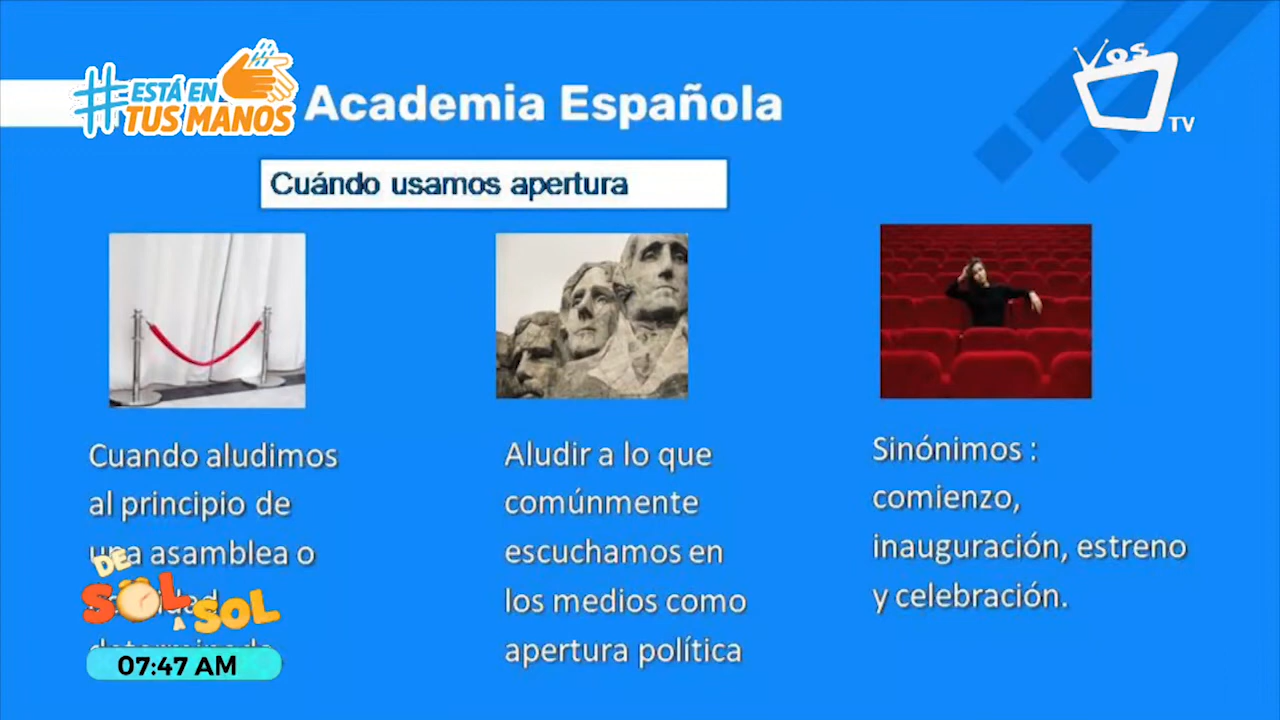 #ESTÁ EN
TUS MANOS
Academia Española
VOS
TV
Cuándo usamos apertura
Cuando aludimos
al principio de
una asamblea o
Aludir a lo que
comúnmente
escuchamos en
los medios como
apertura política
Sinónimos :
comienzo,
inauguración, estreno
y celebración.
DE
SOL
A
SOL
07:47 AM